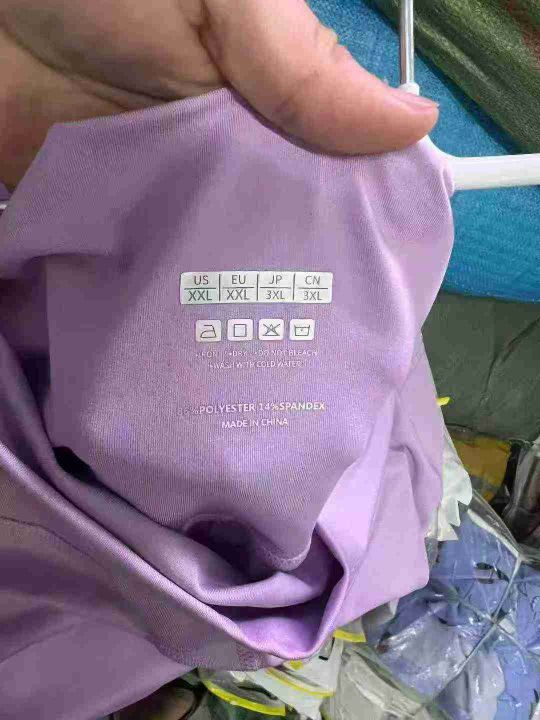 US EU JP CN
XXL XXL 3XL 3XL
DO NOT BLEACH
WASH WITH COLD WATER
%POLYESTER 14%SPANDEX
MADE IN CHINA